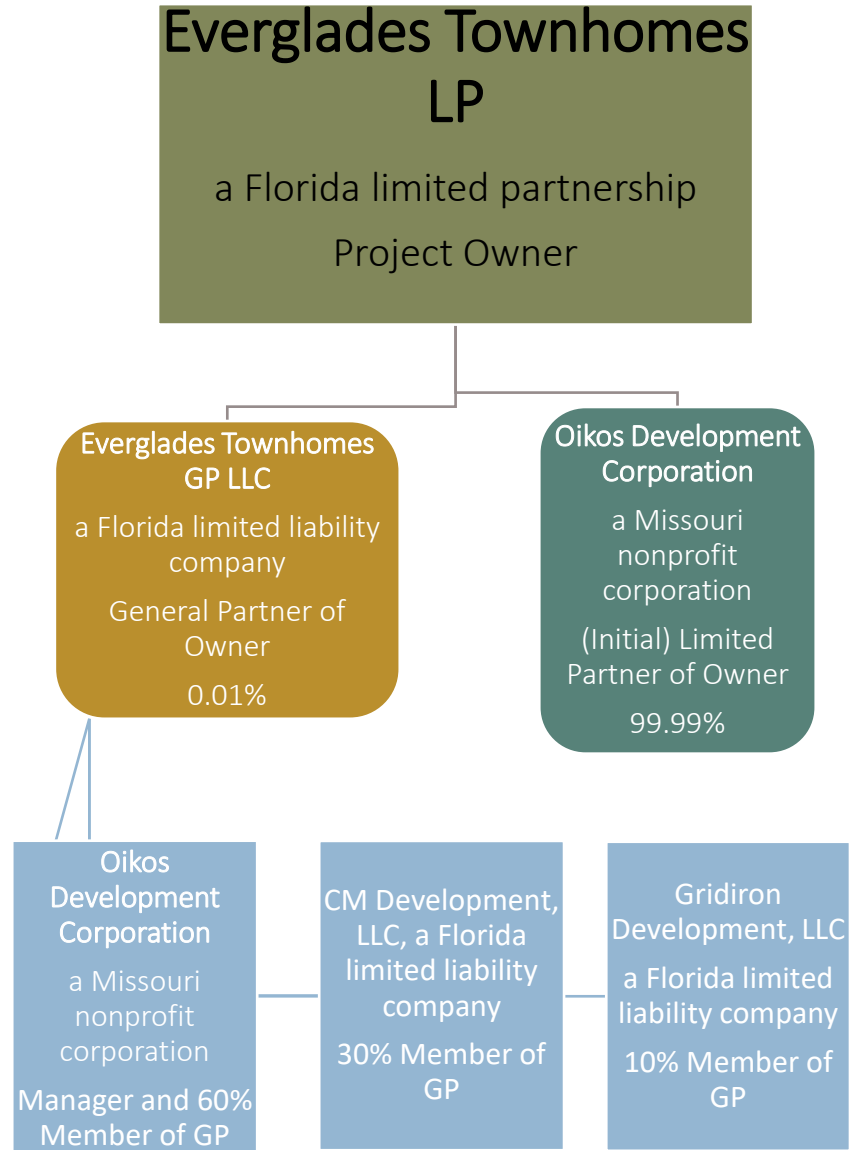 Everglades Townhomes
LP
a Florida limited partnership
Project Owner
Everglades Townhomes
GP LLC
a Florida limited liability
company
General Partner of
Owner
0.01%
Oikos Development
Corporation
a Missouri
nonprofit
corporation
(Initial) Limited
Partner of Owner
99.99%
Oikos
Development
Corporation
a Missouri
nonprofit
corporation
Manager and 60%
Member of GP
CM Development,
LLC, a Florida
limited liability
company
30% Member of
GP
Gridiron
Development, LLC
a Florida limited
liability company
10% Member of
GP